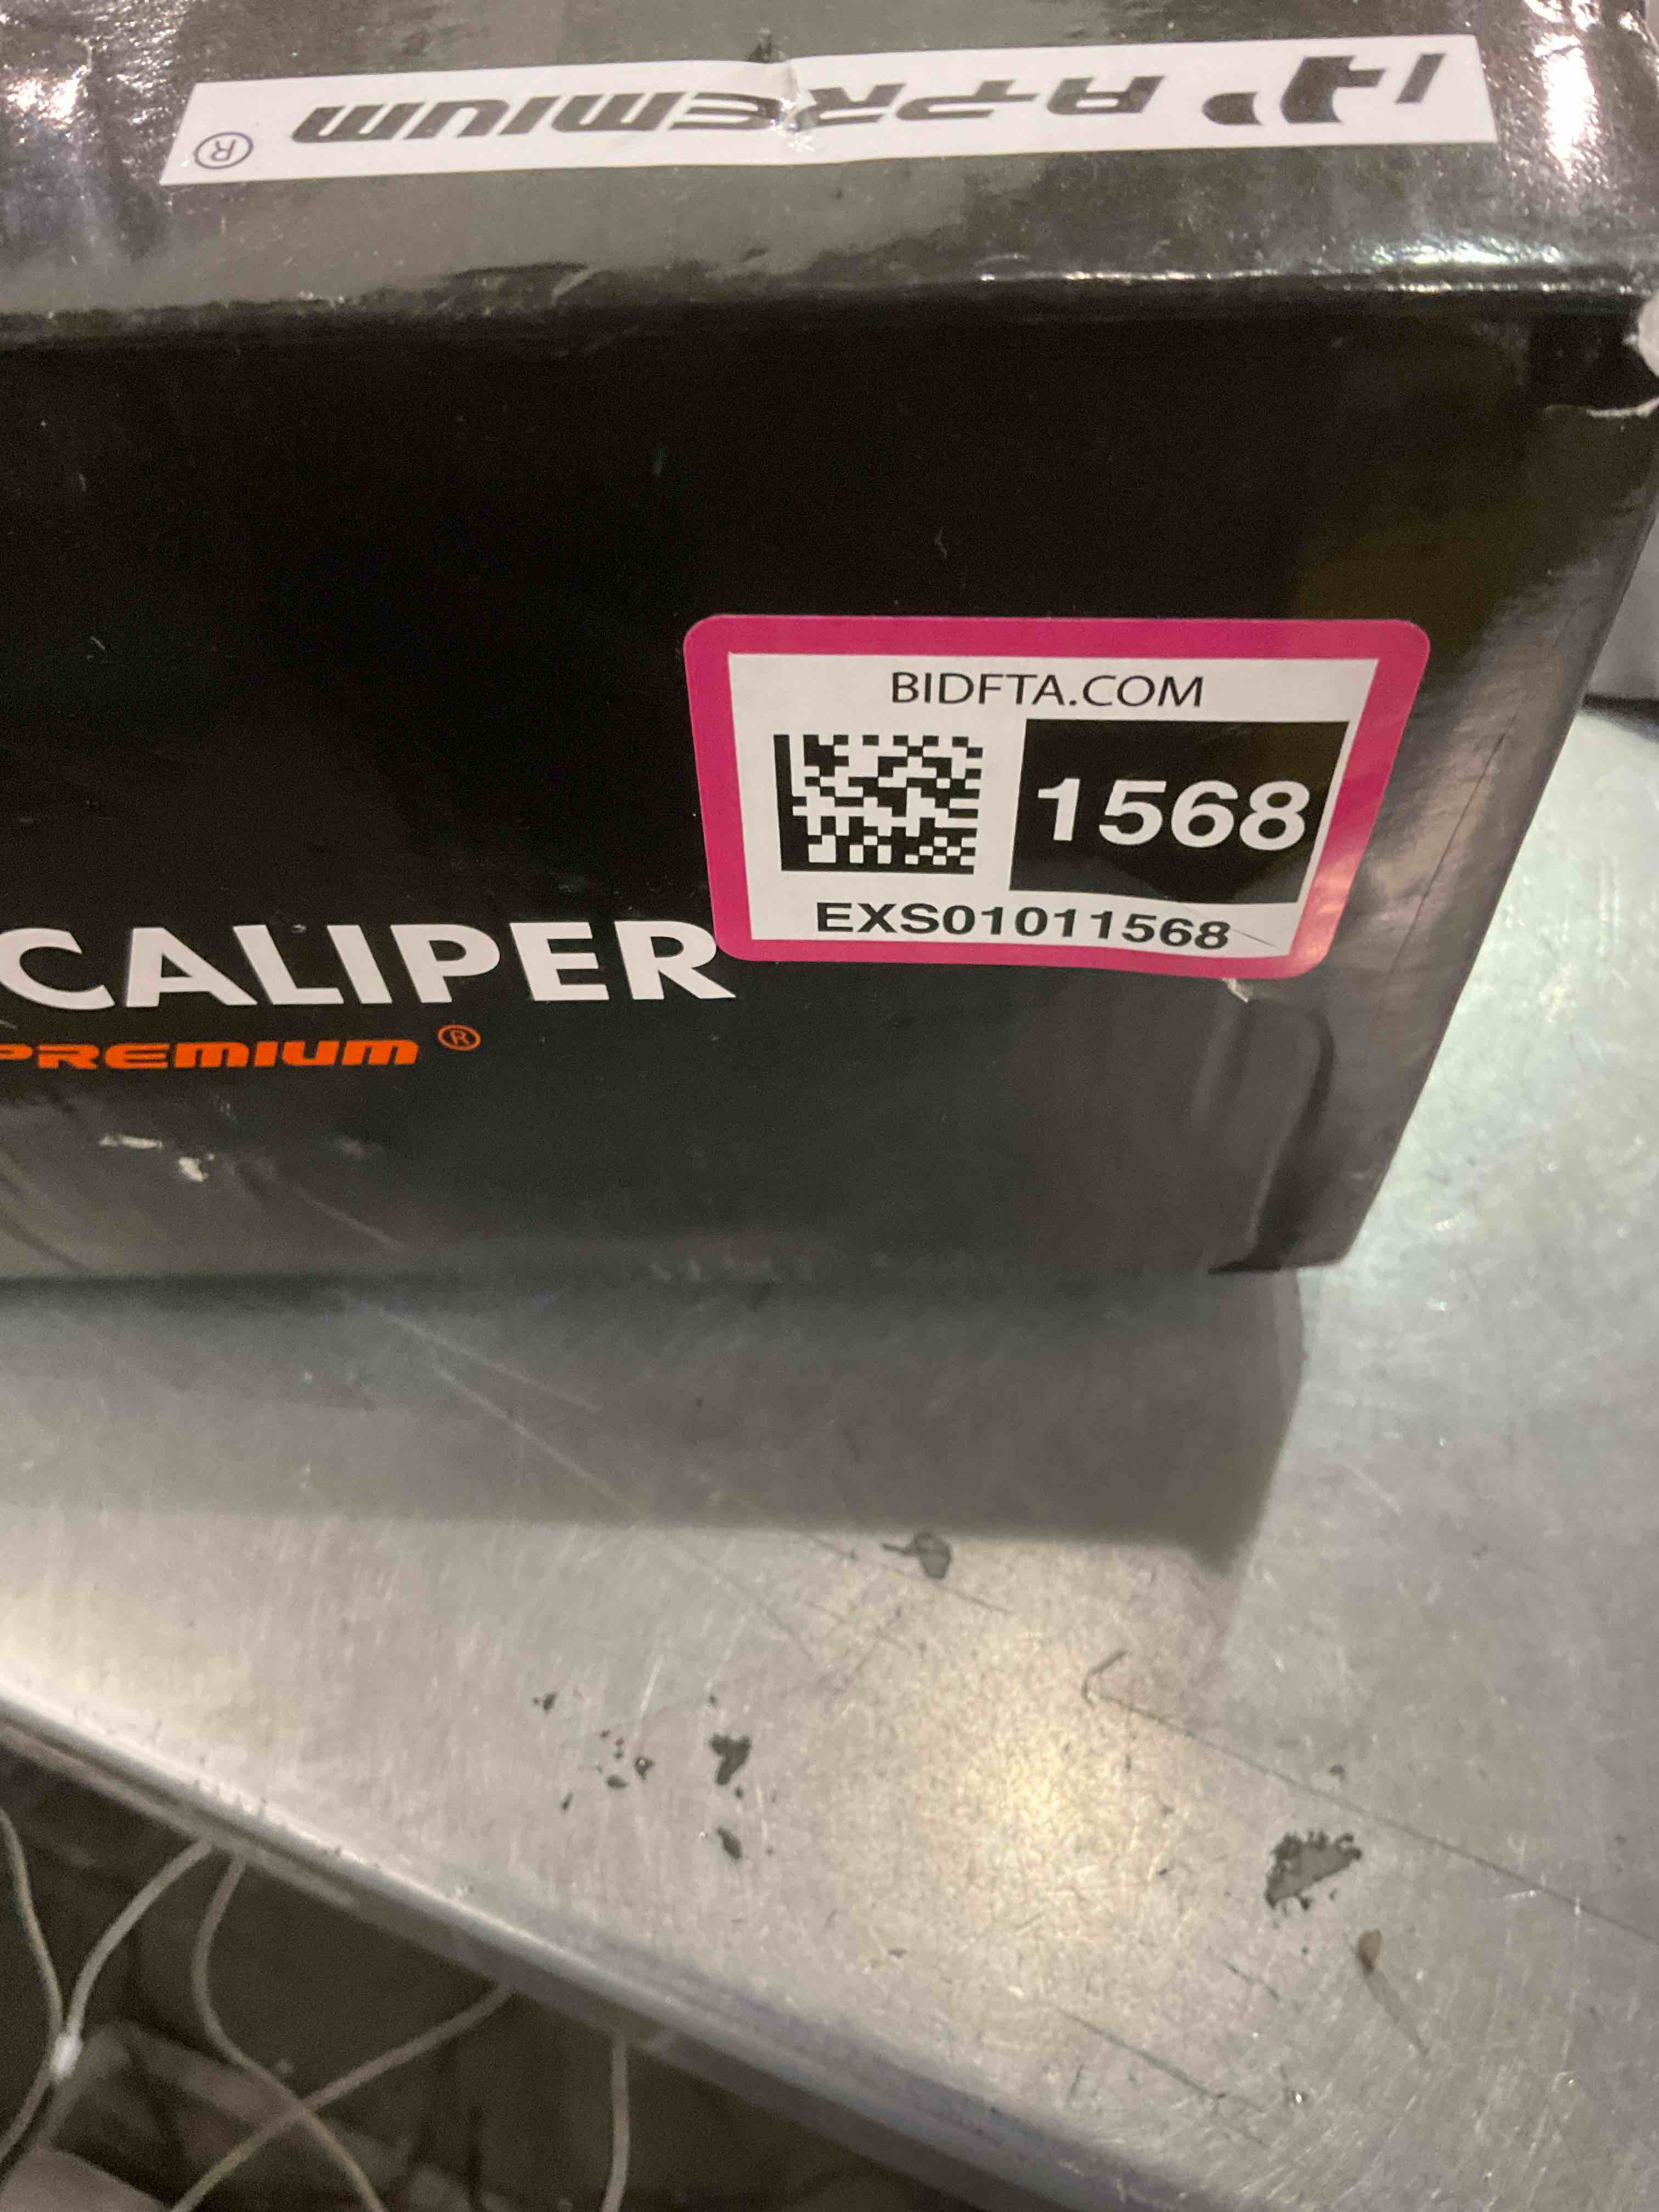 A-PREMIUM ®
BIDFTA.COM
1568
EXS01011568
CALIPER
PREMIUM ®